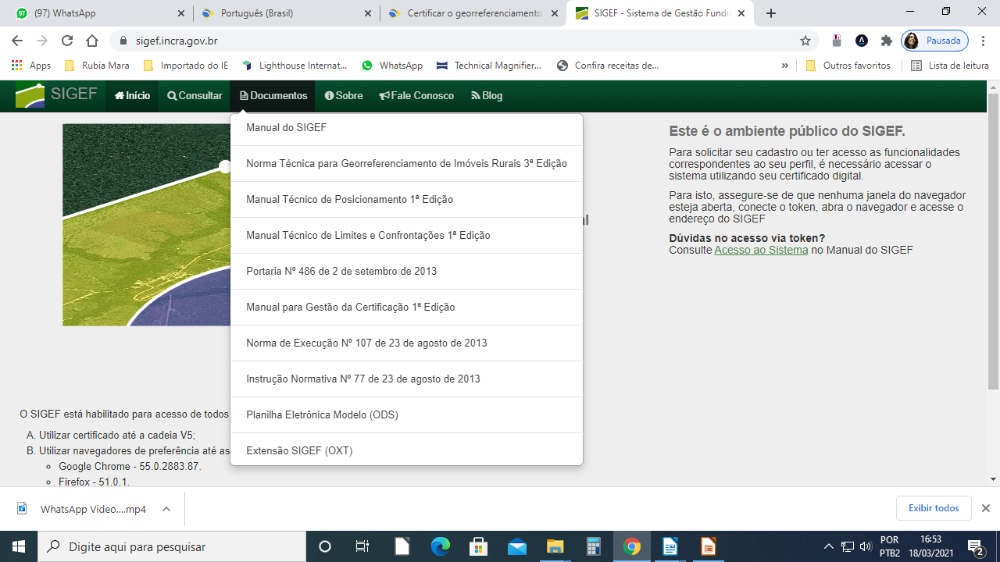 (97) WhatsApp
Português (Brasil)
Certificar o georreferenciamento
SIGEF - Sistema de Gestão Fundi
sigef.incra.gov.br
Pausada
Apps
Rubia Mara
Importado do IE
Lighthouse Internat...
WhatsApp
Technical Magnifier...
Confira receitas de...
»
Outros favoritos
Lista de leitura
SIGEF
Início
Consultar
Documentos
Sobre
Fale Conosco
Blog
Manual do SIGEF
Norma Técnica para Georreferenciamento de Imóveis Rurais 3ª Edição
Manual Técnico de Posicionamento 1ª Edição
Manual Técnico de Limites e Confrontações 1ª Edição
Portaria Nº 486 de 2 de setembro de 2013
Manual para Gestão da Certificação 1ª Edição
Norma de Execução Nº 107 de 23 de agosto de 2013
Instrução Normativa Nº 77 de 23 de agosto de 2013
Planilha Eletrônica Modelo (ODS)
Extensão SIGEF (OXT)
Este é o ambiente público do SIGEF.
Para solicitar seu cadastro ou ter acesso as funcionalidades
correspondentes ao seu perfil, é necessário acessar o
sistema utilizando seu certificado digital.
Para isto, assegure-se de que nenhuma janela do navegador
esteja aberta, conecte o token, abra o navegador e acesse o
endereço do SIGEF
Dúvidas no acesso via token?
Consulte Acesso ao Sistema no Manual do SIGEF
O SIGEF está habilitado para acesso de todos
A. Utilizar certificado até a cadeia V5;
B. Utilizar navegadores de preferência até as
Google Chrome - 55.0.2883.87.
Firefox - 51.0.1.
WhatsApp Video....mp4
Exibir todos
Digite aqui para pesquisar
POR
PTB2
16:53
18/03/2021
2